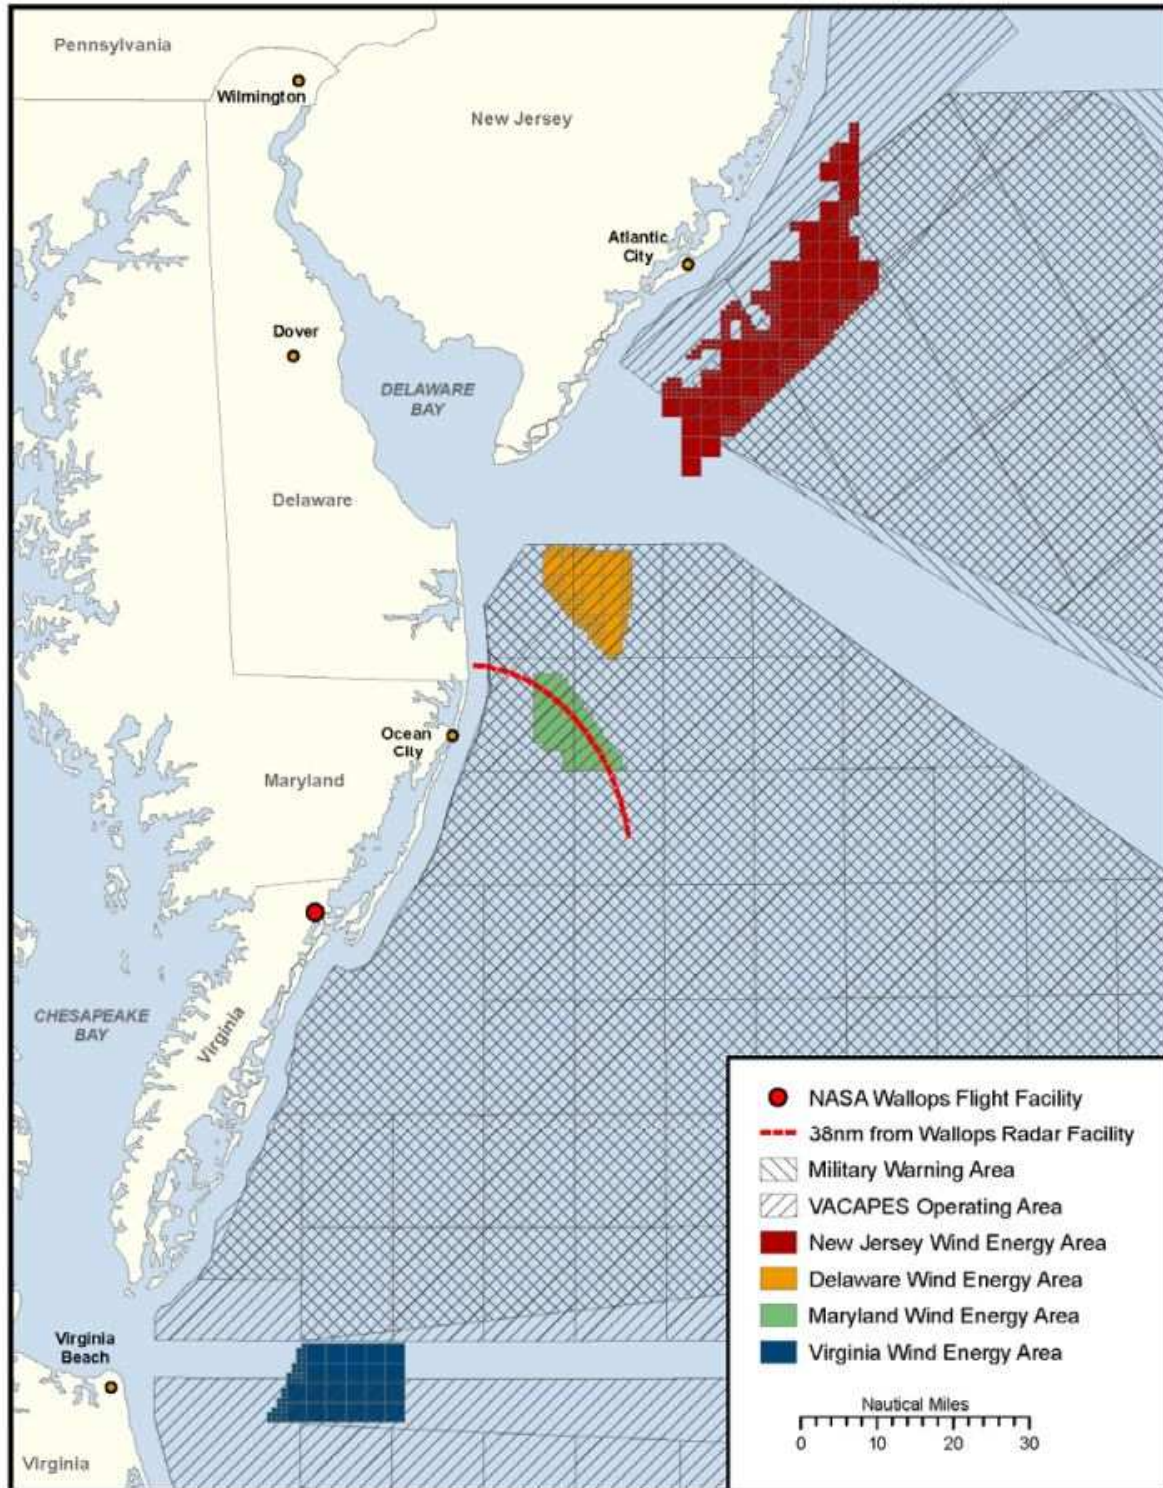 Pennsylvania
Wilmington
New Jersey
Atlantic
City
Dover
DELAWARE
BAY
Delaware
Ocean
City
Maryland
CHESAPEAKE
BAY
Virginia
Virginia
Beach
Virginia
NASA Wallops Flight Facility
38nm from Wallops Radar Facility
Military Warning Area
VACAPES Operating Area
New Jersey Wind Energy Area
Delaware Wind Energy Area
Maryland Wind Energy Area
Virginia Wind Energy Area
Nautical Miles
0 10 20 30